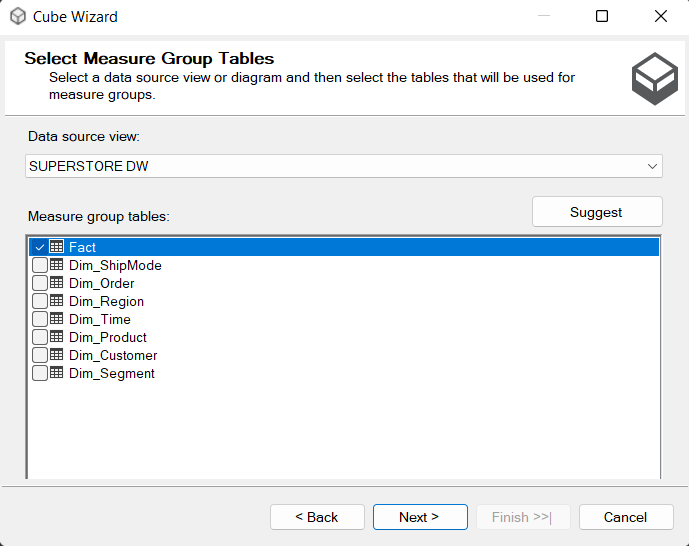 Cube Wizard
Select Measure Group Tables
Select a data source view or diagram and then select the tables that will be used for
measure groups.
Data source view:
SUPERSTORE DW
Measure group tables:
Suggest
Fact
Dim_ShipMode
Dim_Order
Dim_Region
Dim_Time
Dim_Product
Dim_Customer
Dim_Segment
< Back
Next >
Finish >>|
Cancel